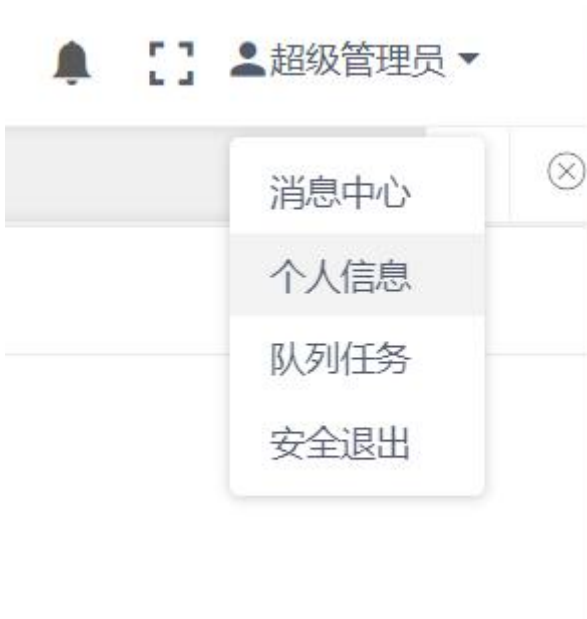 超级管理员
消息中心
个人信息
队列任务
安全退出